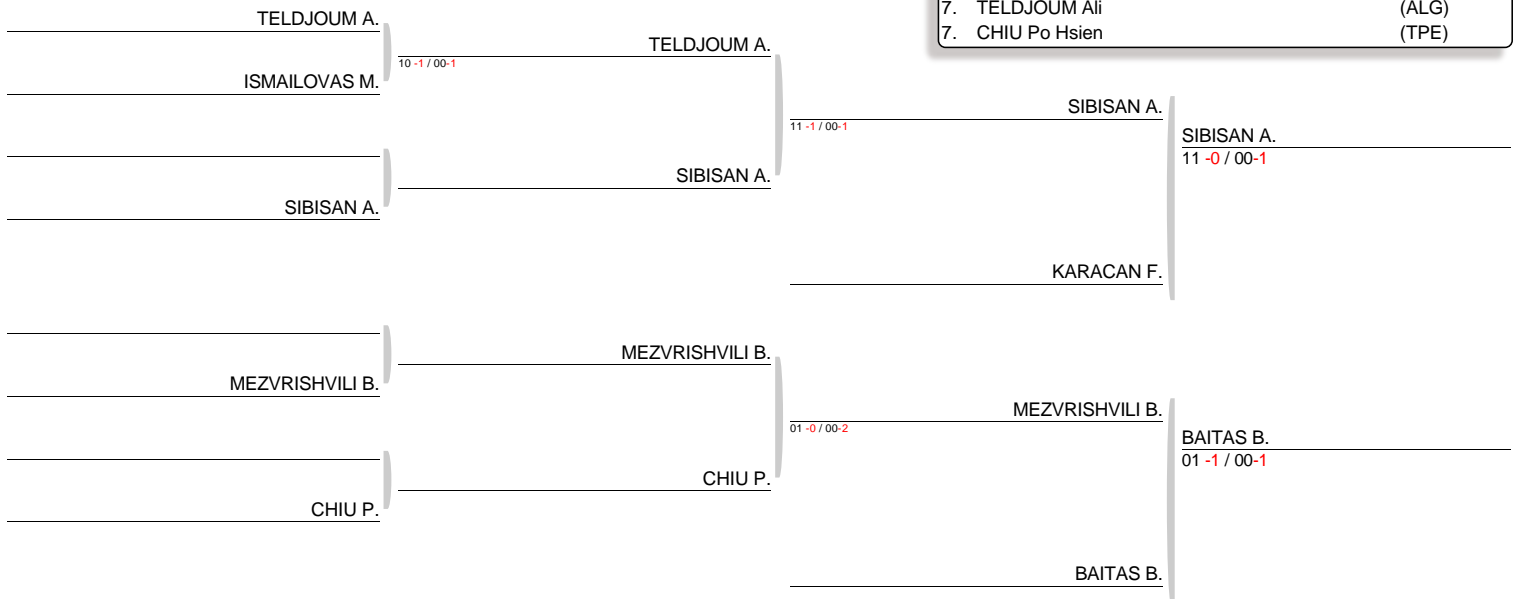 7. TELDJOUM Ali (ALG)
7. CHIU Po Hsien (TPE)
TELDJOUM A.
ISMAILOVAS M.
SIBISAN A.
MEZVRISHVILI B.
CHIU P.
TELDJOUM A.
10 -1 / 00-1
SIBISAN A.
MEZVRISHVILI B.
CHIU P.
SIBISAN A.
11 -1 / 00-1
KARACAN F.
MEZVRISHVILI B.
01 -0 / 00-2
BAITAS B.
SIBISAN A.
11 -0 / 00-1
BAITAS B.
01 -1 / 00-1